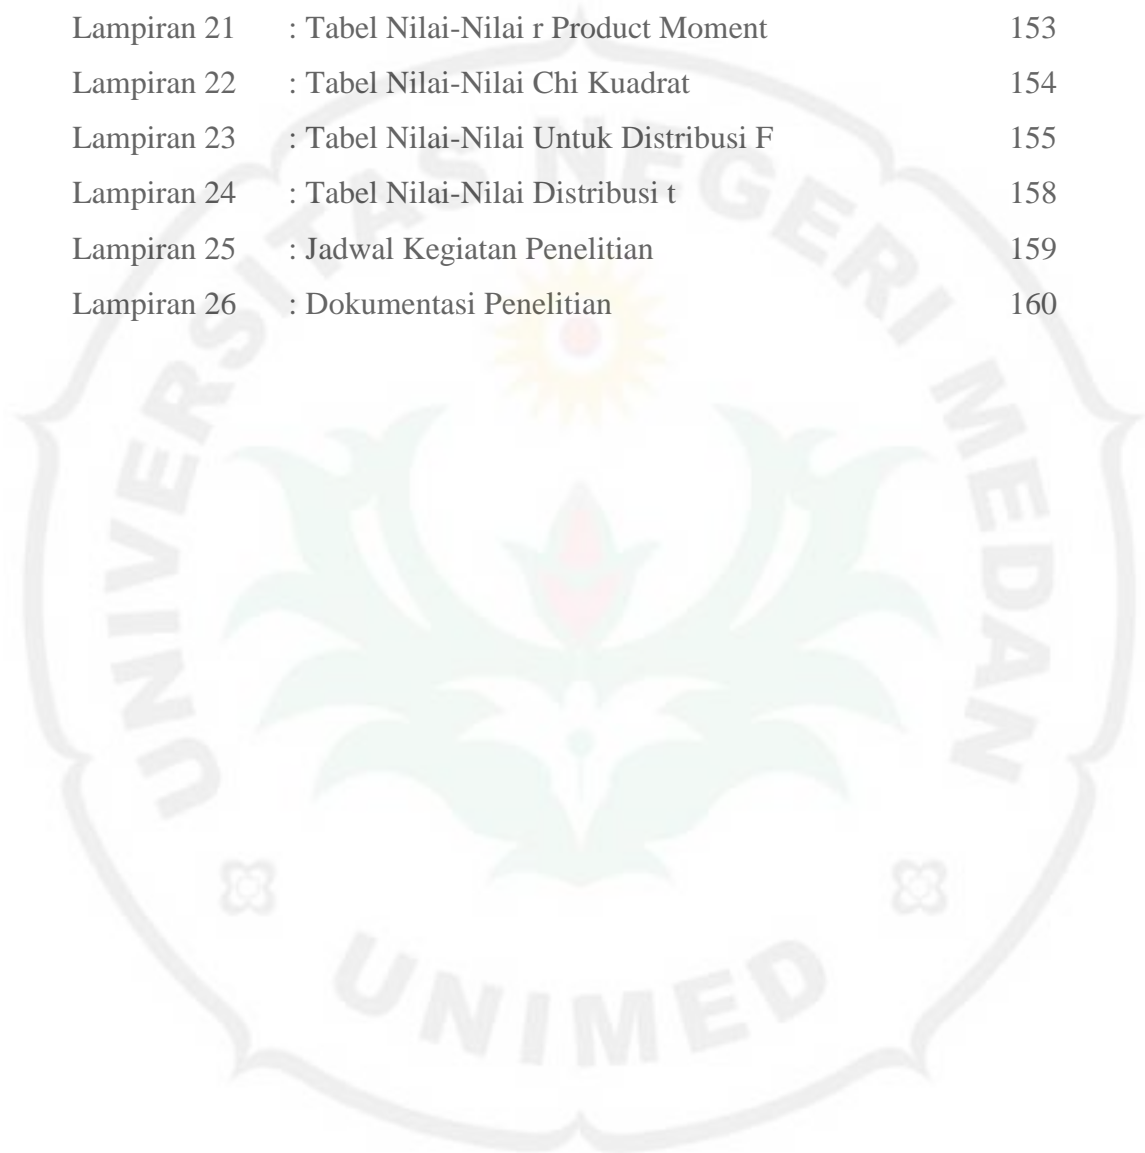 Lampiran 21 : Tabel Nilai-Nilai r Product Moment 153
Lampiran 22 : Tabel Nilai-Nilai Chi Kuadrat 154
Lampiran 23 : Tabel Nilai-Nilai Untuk Distribusi F 155
Lampiran 24 : Tabel Nilai-Nilai Distribusi t 158
Lampiran 25 : Jadwal Kegiatan Penelitian 159
Lampiran 26 : Dokumentasi Penelitian 160
UNIVERSITAS NEGERI MEDAN
UNIMED